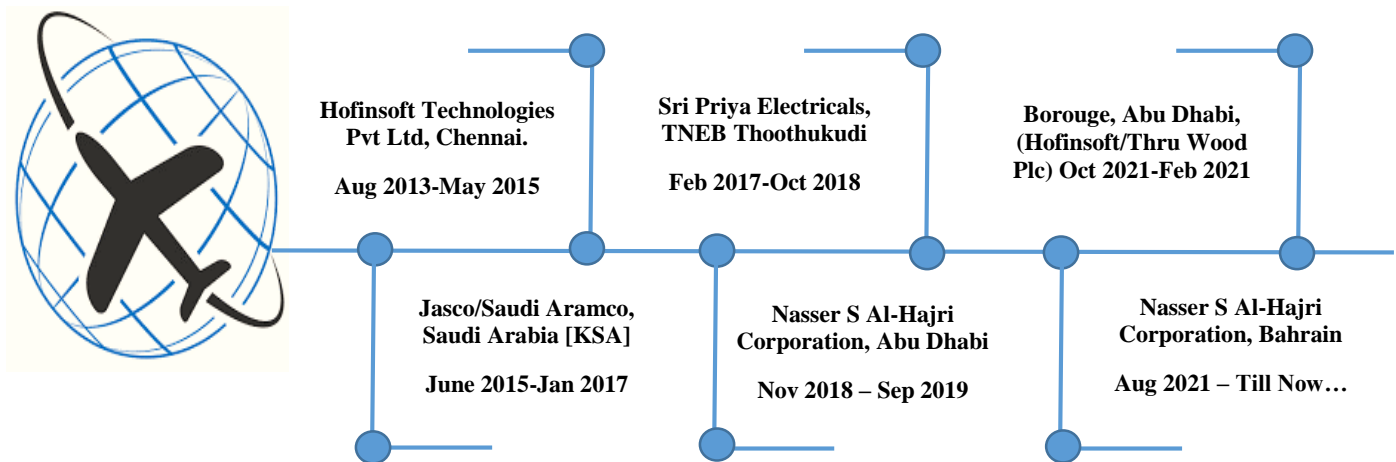 Hofinsoft Technologies
Pvt Ltd, Chennai.
Aug 2013-May 2015
Jasco/Saudi Aramco,
Saudi Arabia [KSA]
June 2015-Jan 2017
Sri Priya Electricals,
TNEB Thoothukudi
Feb 2017-Oct 2018
Nasser S Al-Hajri
Corporation, Abu Dhabi
Nov 2018 – Sep 2019
Borouge, Abu Dhabi,
(Hofinsoft/Thru Wood
Plc) Oct 2021-Feb 2021
Nasser S Al-Hajri
Corporation, Bahrain
Aug 2021 – Till Now…